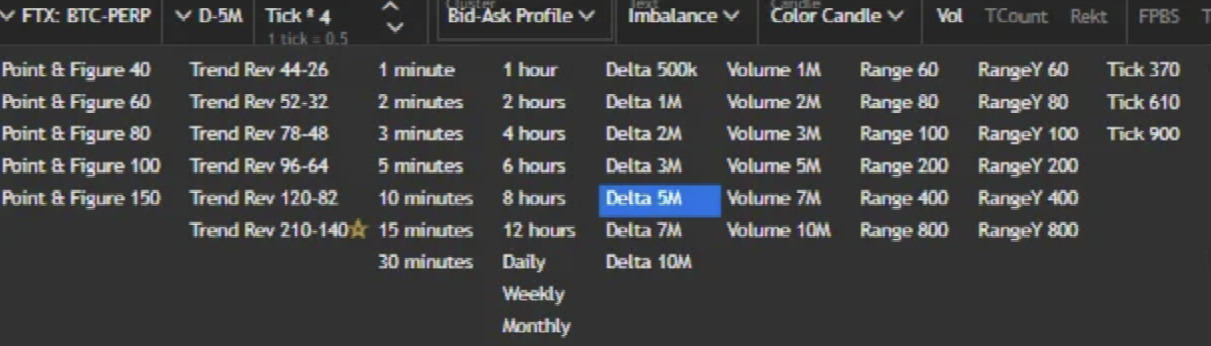 FTX: BTC-PERP D-5M Tick * 4 Bid-Ask Profile Imbalance Color Candle Vol TCount Rekt FPBS
1 tick = 0.5
Point & Figure 40 Trend Rev 44-26 1 minute 1 hour Delta 500k Volume 1M Range 60 RangeY 60 Tick 370
Point & Figure 60 Trend Rev 52-32 2 minutes 2 hours Delta 1M Volume 2M Range 80 RangeY 80 Tick 610
Point & Figure 80 Trend Rev 78-48 3 minutes 4 hours Delta 2M Volume 3M Range 100 RangeY 100 Tick 900
Point & Figure 100 Trend Rev 96-64 5 minutes 6 hours Delta 3M Volume 5M Range 200 RangeY 200
Point & Figure 150 Trend Rev 120-82 10 minutes 8 hours Delta 5M Volume 7M Range 400 RangeY 400
Trend Rev 210-140 15 minutes 12 hours Delta 7M Volume 10M Range 800 RangeY 800
30 minutes Daily Delta 10M
Weekly
Monthly